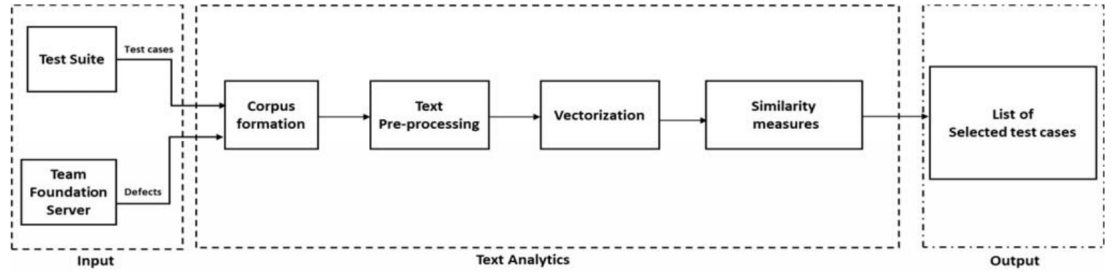 Test Suite
Test cases
Team
Foundation
Server
Defects
Input
Corpus
formation
Text
Pre-processing
Vectorization
Similarity
measures
Text Analytics
List of
Selected test cases
Output